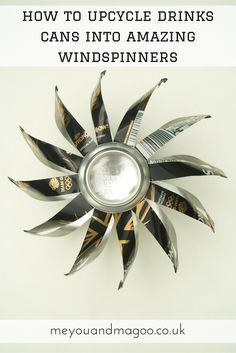 HOW TO UPCYCLE DRINKS
CANS INTO AMAZING
WINDSPINNERS
meyouandmagoo.co.uk